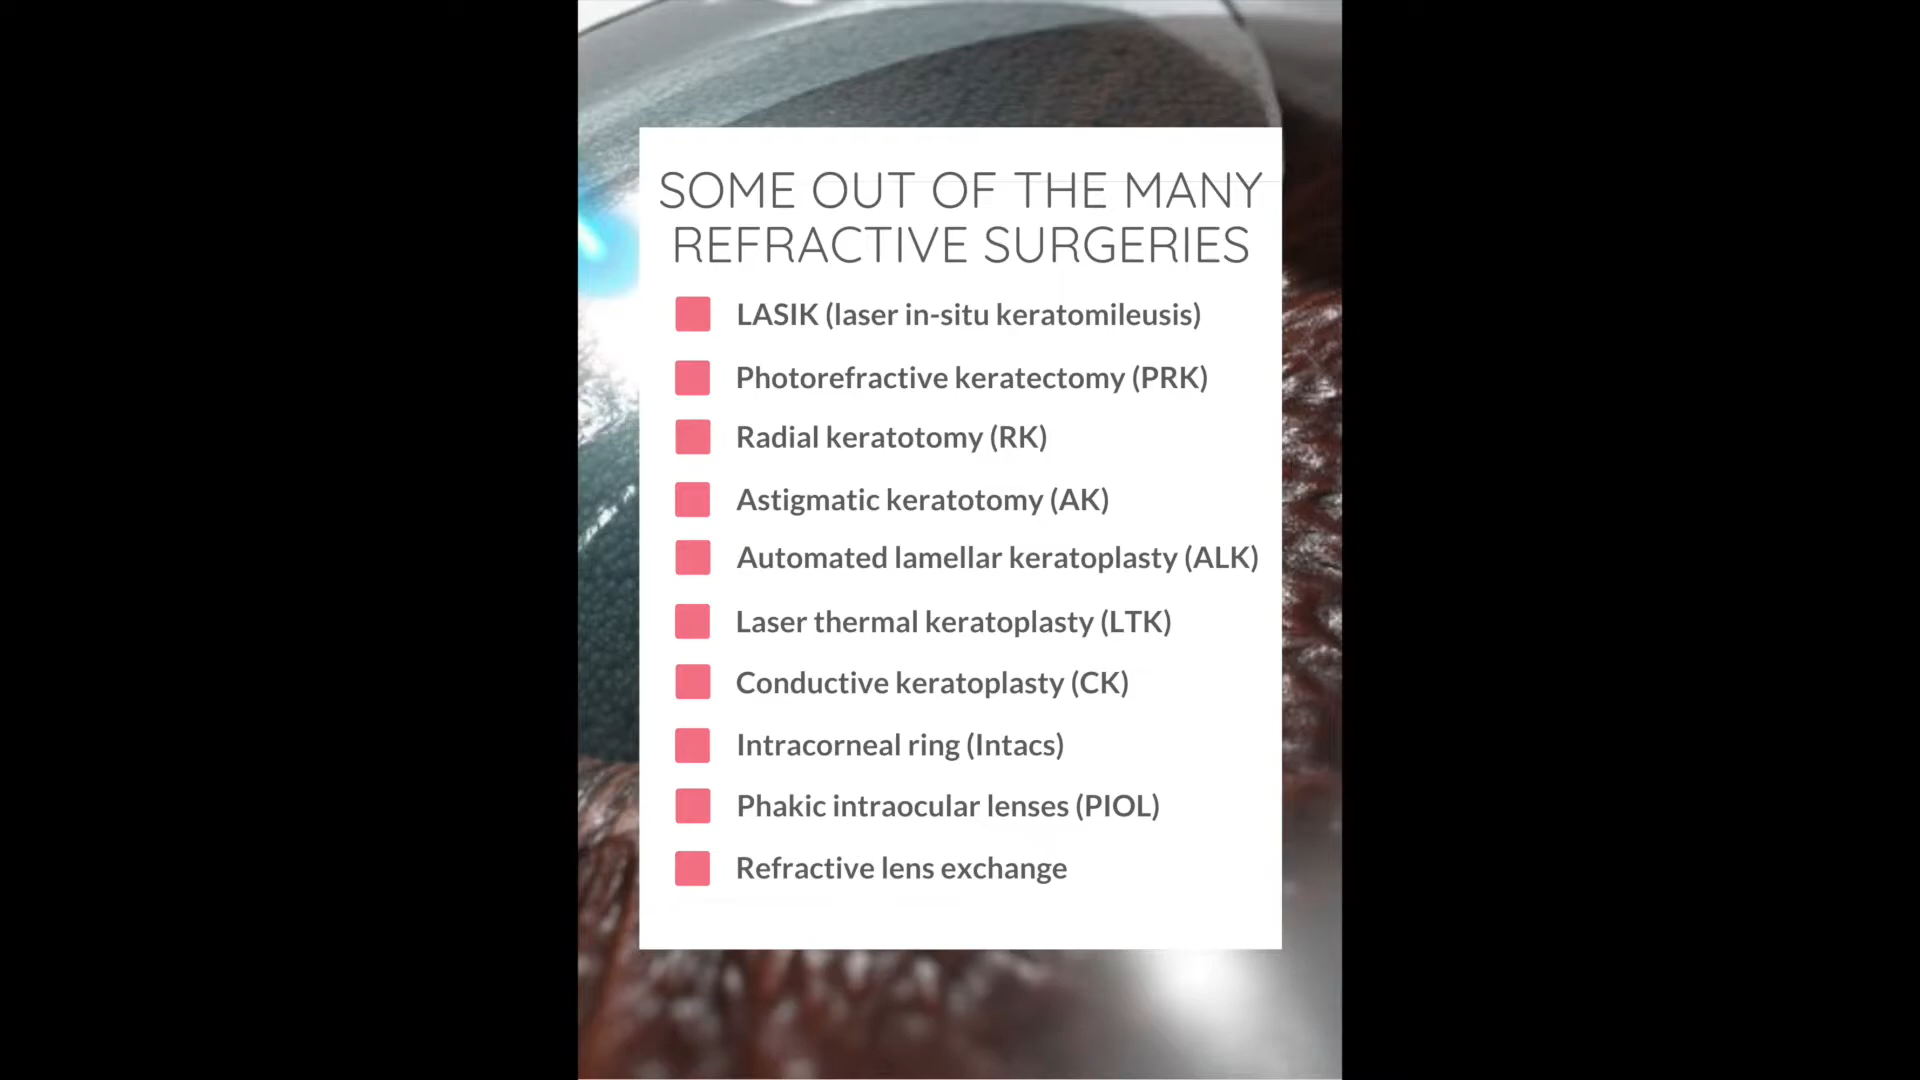 SOME OUT OF THE MANY
REFRACTIVE SURGERIES
LASIK (laser in-situ keratomileusis)
Photorefractive keratectomy (PRK)
Radial keratotomy (RK)
Astigmatic keratotomy (AK)
Automated lamellar keratoplasty (ALK)
Laser thermal keratoplasty (LTK)
Conductive keratoplasty (CK)
Intracorneal ring (Intacs)
Phakic intraocular lenses (PIOL)
Refractive lens exchange